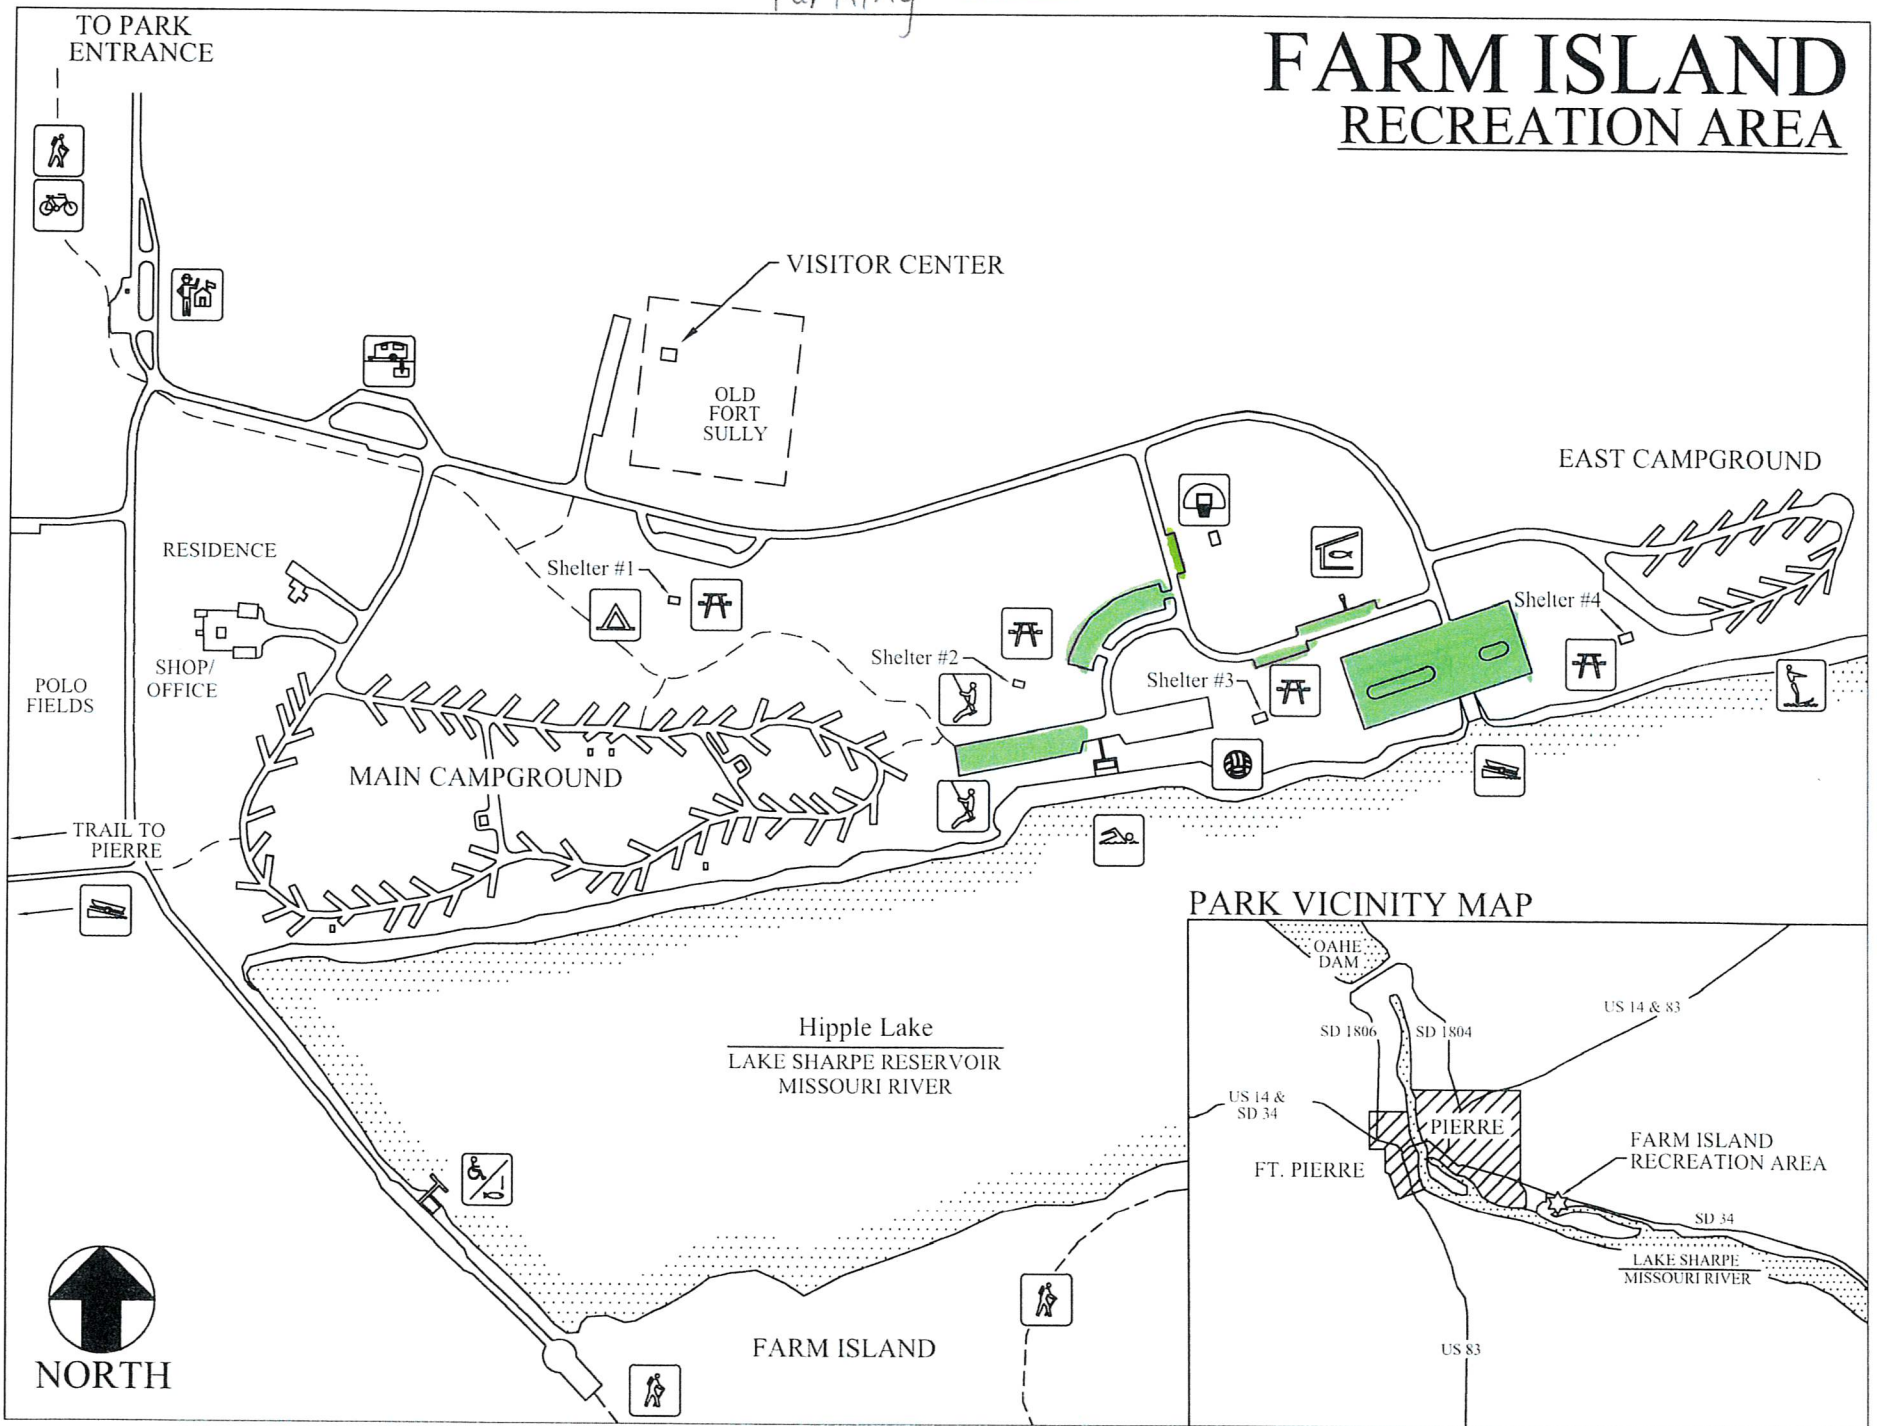 Parking
TO PARK
ENTRANCE
FARM ISLAND
RECREATION AREA
VISITOR CENTER
OLD
FORT
SULLY
EAST CAMPGROUND
RESIDENCE
Shelter #1
Shelter #4
SHOP/
OFFICE
Shelter #2
Shelter #3
POLO
FIELDS
MAIN CAMPGROUND
TRAIL TO
PIERRE
PARK VICINITY MAP
OAHE
DAM
US 14 & 83
SD 1806
SD 1804
Hipple Lake
LAKE SHARPE RESERVOIR
MISSOURI RIVER
US 14 &
SD 34
PIERRE
FT. PIERRE
FARM ISLAND
RECREATION AREA
SD 34
LAKE SHARPE
MISSOURI RIVER
US 83
FARM ISLAND
NORTH